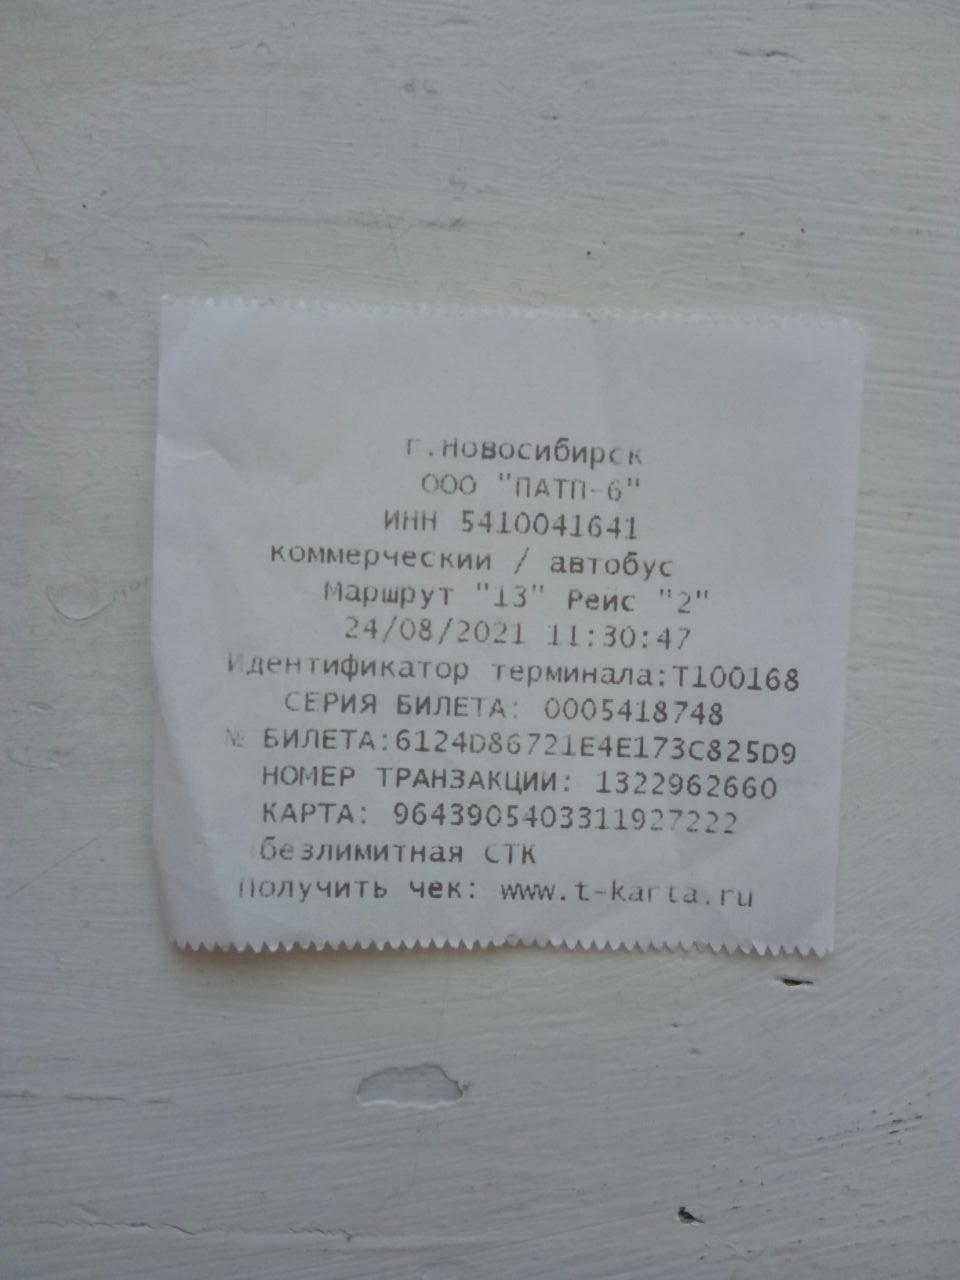 г.Новосибирск
ООО "ПАТП-6"
ИНН 5410041641
коммерческий / автобус
Маршрут "13" Рейс "2"
24/08/2021 11:30:47
Идентификатор терминала:T100168
СЕРИЯ БИЛЕТА: 0005418748
№ БИЛЕТА:6124D86721E4E173C825D9
НОМЕР ТРАНЗАКЦИИ: 1322962660
КАРТА: 9643905403311927222
безлимитная СТК
Получить чек: www.t-karta.ru